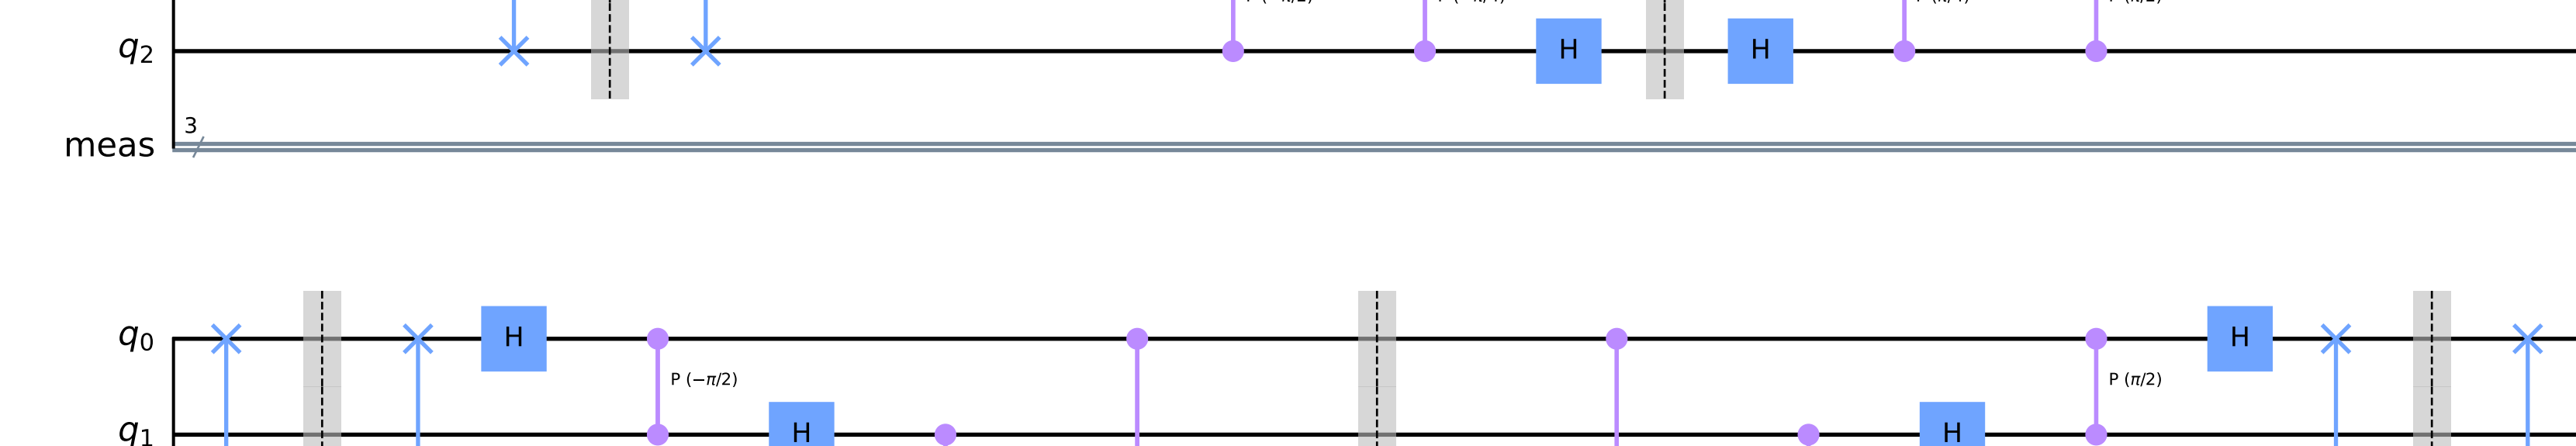 q2 H H
3
meas
q0 H H
P (−π/2) P (π/2)
q1 H H